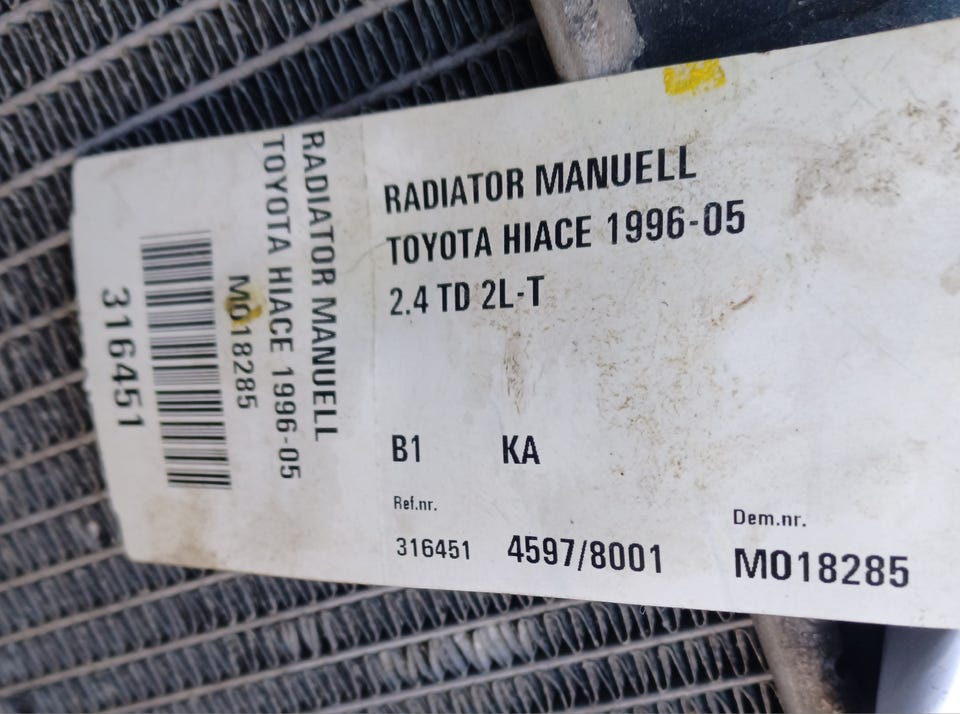 RADIATOR MANUELL
TOYOTA HIACE 1996-05
M018285
316451
RADIATOR MANUELL
TOYOTA HIACE 1996-05
2.4 TD 2L-T
B1 KA
Ref.nr. Dem.nr.
316451 4597/8001 M018285